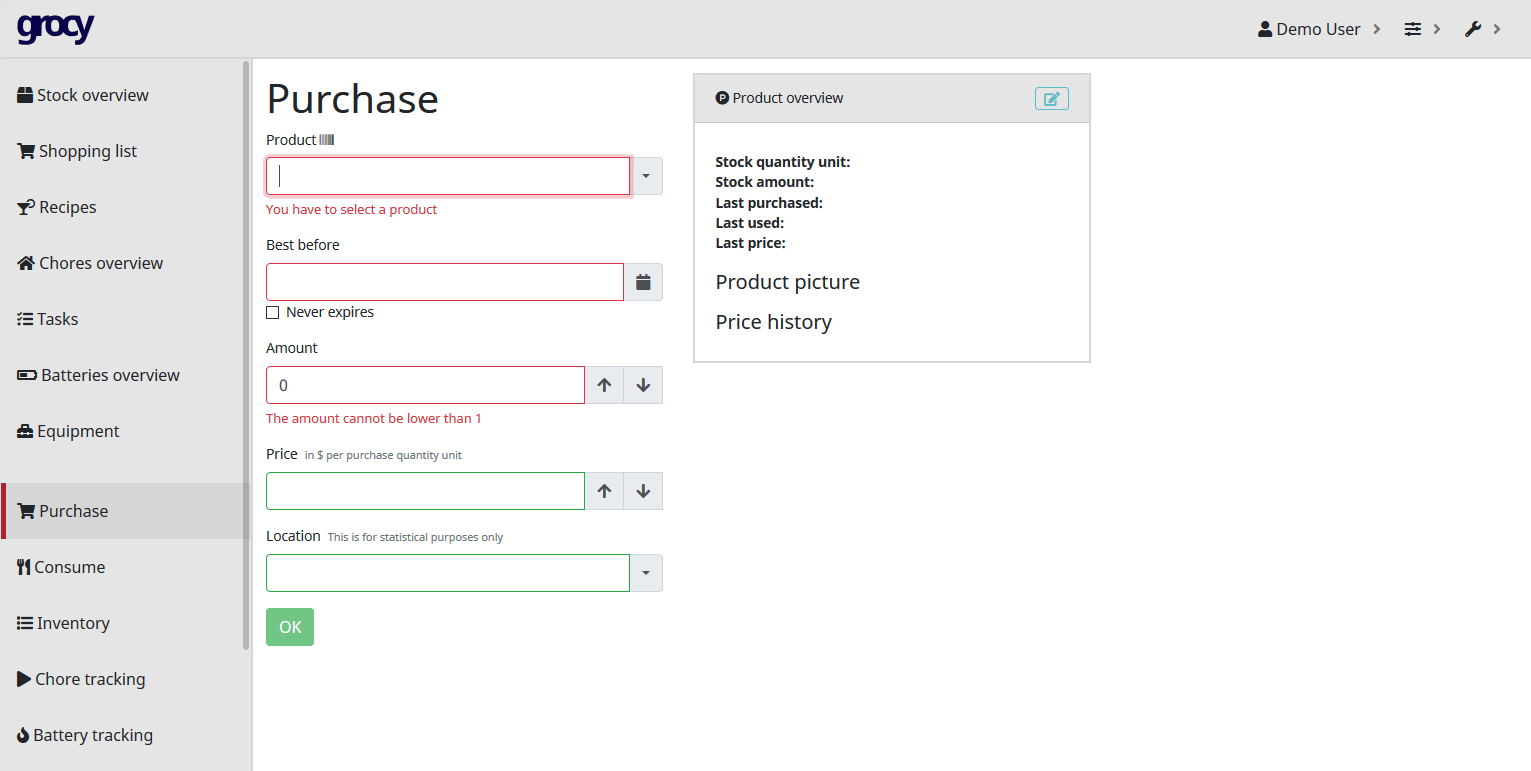 grocy
Demo User
Stock overview
Shopping list
Recipes
Chores overview
Tasks
Batteries overview
Equipment
Purchase
Consume
Inventory
Chore tracking
Battery tracking
Purchase
Product
You have to select a product
Best before
Never expires
Amount
0
The amount cannot be lower than 1
Price in $ per purchase quantity unit
Location This is for statistical purposes only
OK
Product overview
Stock quantity unit:
Stock amount:
Last purchased:
Last used:
Last price:
Product picture
Price history